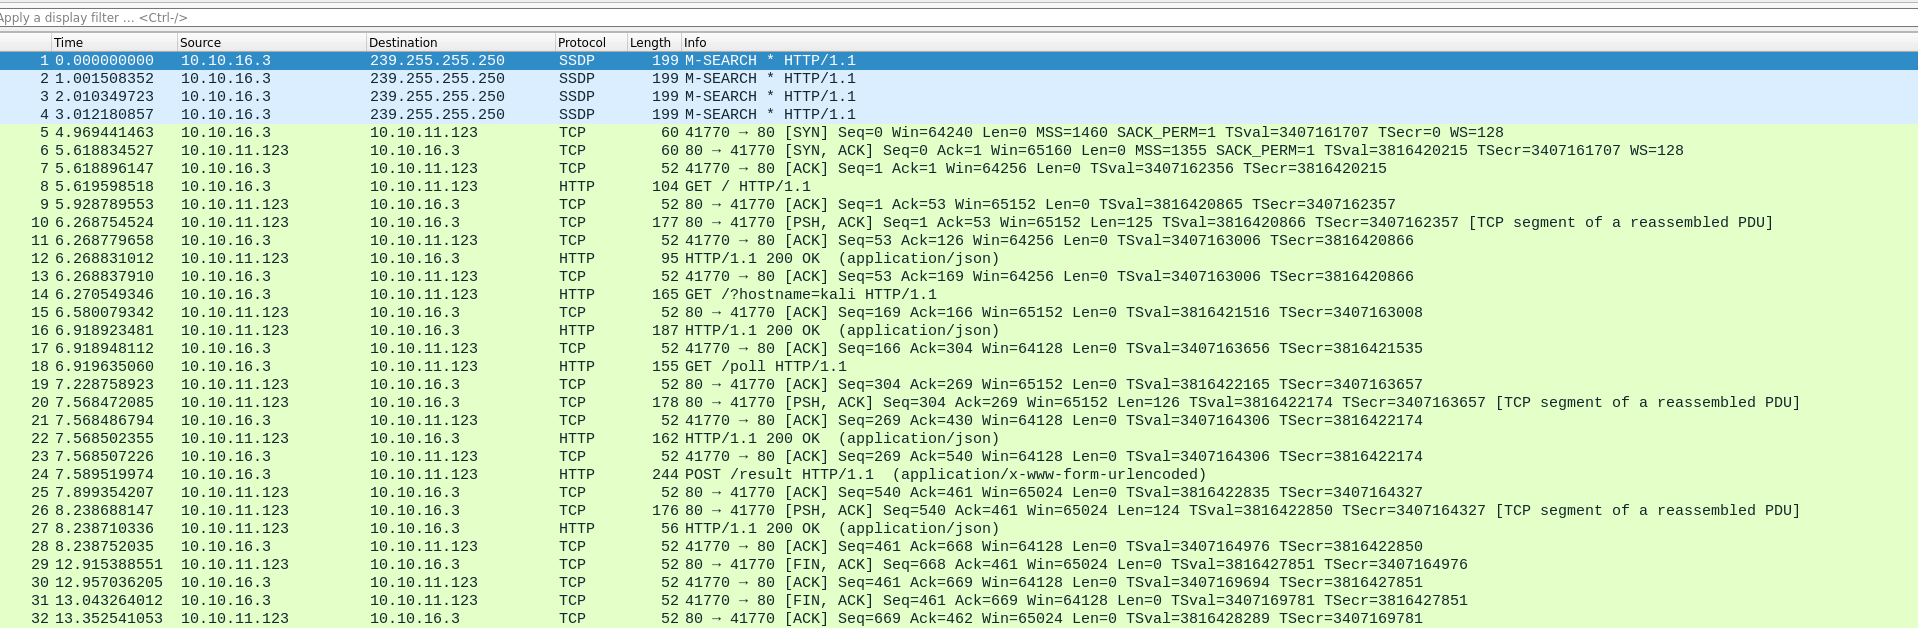 Apply a display filter … <Ctrl-/>
Time Source Destination Protocol Length Info
1 0.000000000 10.10.16.3 239.255.255.250 SSDP 199 M-SEARCH * HTTP/1.1
2 1.001508352 10.10.16.3 239.255.255.250 SSDP 199 M-SEARCH * HTTP/1.1
3 2.010349723 10.10.16.3 239.255.255.250 SSDP 199 M-SEARCH * HTTP/1.1
4 3.012180857 10.10.16.3 239.255.255.250 SSDP 199 M-SEARCH * HTTP/1.1
5 4.969441463 10.10.16.3 10.10.11.123 TCP 60 41770 → 80 [SYN] Seq=0 Win=64240 Len=0 MSS=1460 SACK_PERM=1 TSval=3407161707 TSecr=0 WS=128
6 5.618834527 10.10.11.123 10.10.16.3 TCP 60 80 → 41770 [SYN, ACK] Seq=0 Ack=1 Win=65160 Len=0 MSS=1355 SACK_PERM=1 TSval=3816420215 TSecr=3407161707 WS=128
7 5.618896147 10.10.16.3 10.10.11.123 TCP 52 41770 → 80 [ACK] Seq=1 Ack=1 Win=64256 Len=0 TSval=3407162356 TSecr=3816420215
8 5.619598518 10.10.16.3 10.10.11.123 HTTP 104 GET / HTTP/1.1
9 5.928789553 10.10.11.123 10.10.16.3 TCP 52 80 → 41770 [ACK] Seq=1 Ack=53 Win=65152 Len=0 TSval=3816420865 TSecr=3407162357
10 6.268754524 10.10.11.123 10.10.16.3 TCP 177 80 → 41770 [PSH, ACK] Seq=1 Ack=53 Win=65152 Len=125 TSval=3816420866 TSecr=3407162357 [TCP segment of a reassembled PDU]
11 6.268779658 10.10.16.3 10.10.11.123 TCP 52 41770 → 80 [ACK] Seq=53 Ack=126 Win=64256 Len=0 TSval=3407163006 TSecr=3816420866
12 6.268831012 10.10.11.123 10.10.16.3 HTTP 95 HTTP/1.1 200 OK (application/json)
13 6.268837910 10.10.16.3 10.10.11.123 TCP 52 41770 → 80 [ACK] Seq=53 Ack=169 Win=64256 Len=0 TSval=3407163006 TSecr=3816420866
14 6.270549346 10.10.16.3 10.10.11.123 HTTP 165 GET /?hostname=kali HTTP/1.1
15 6.580079342 10.10.11.123 10.10.16.3 TCP 52 80 → 41770 [ACK] Seq=169 Ack=166 Win=65152 Len=0 TSval=3816421516 TSecr=3407163008
16 6.918923481 10.10.11.123 10.10.16.3 HTTP 187 HTTP/1.1 200 OK (application/json)
17 6.918948112 10.10.16.3 10.10.11.123 TCP 52 41770 → 80 [ACK] Seq=166 Ack=304 Win=64128 Len=0 TSval=3407163656 TSecr=3816421535
18 6.919635060 10.10.16.3 10.10.11.123 HTTP 155 GET /poll HTTP/1.1
19 7.228758923 10.10.11.123 10.10.16.3 TCP 52 80 → 41770 [ACK] Seq=304 Ack=269 Win=65152 Len=0 TSval=3816422165 TSecr=3407163657
20 7.568472085 10.10.11.123 10.10.16.3 TCP 178 80 → 41770 [PSH, ACK] Seq=304 Ack=269 Win=65152 Len=126 TSval=3816422174 TSecr=3407163657 [TCP segment of a reassembled PDU]
21 7.568486794 10.10.16.3 10.10.11.123 TCP 52 41770 → 80 [ACK] Seq=269 Ack=430 Win=64128 Len=0 TSval=3407164306 TSecr=3816422174
22 7.568502355 10.10.11.123 10.10.16.3 HTTP 162 HTTP/1.1 200 OK (application/json)
23 7.568507226 10.10.16.3 10.10.11.123 TCP 52 41770 → 80 [ACK] Seq=269 Ack=540 Win=64128 Len=0 TSval=3407164306 TSecr=3816422174
24 7.589519974 10.10.16.3 10.10.11.123 HTTP 244 POST /result HTTP/1.1 (application/x-www-form-urlencoded)
25 7.899354207 10.10.11.123 10.10.16.3 TCP 52 80 → 41770 [ACK] Seq=540 Ack=461 Win=65024 Len=0 TSval=3816422835 TSecr=3407164327
26 8.238688147 10.10.11.123 10.10.16.3 TCP 176 80 → 41770 [PSH, ACK] Seq=540 Ack=461 Win=65024 Len=124 TSval=3816422850 TSecr=3407164327 [TCP segment of a reassembled PDU]
27 8.238710336 10.10.11.123 10.10.16.3 HTTP 56 HTTP/1.1 200 OK (application/json)
28 8.238752035 10.10.16.3 10.10.11.123 TCP 52 41770 → 80 [ACK] Seq=461 Ack=668 Win=64128 Len=0 TSval=3407164976 TSecr=3816422850
29 12.915388551 10.10.11.123 10.10.16.3 TCP 52 80 → 41770 [FIN, ACK] Seq=668 Ack=461 Win=65024 Len=0 TSval=3816427851 TSecr=3407164976
30 12.957036205 10.10.16.3 10.10.11.123 TCP 52 41770 → 80 [ACK] Seq=461 Ack=669 Win=64128 Len=0 TSval=3407169694 TSecr=3816427851
31 13.043264012 10.10.16.3 10.10.11.123 TCP 52 41770 → 80 [FIN, ACK] Seq=461 Ack=669 Win=64128 Len=0 TSval=3407169781 TSecr=3816427851
32 13.352541053 10.10.11.123 10.10.16.3 TCP 52 80 → 41770 [ACK] Seq=669 Ack=462 Win=65024 Len=0 TSval=3816428289 TSecr=3407169781